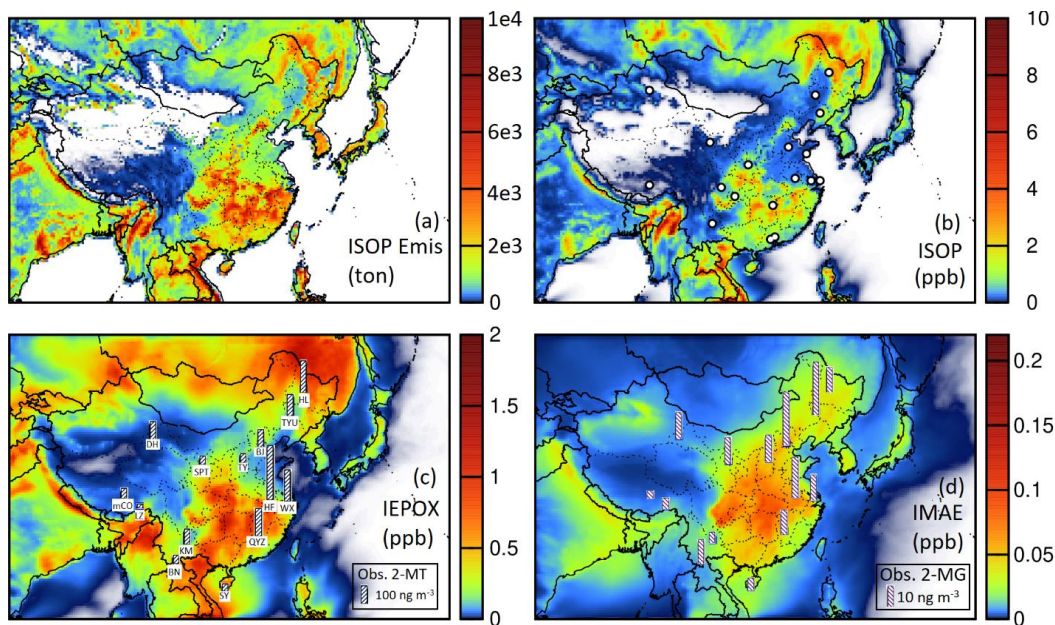 1e4
8e3
6e3
4e3
2e3
0
(a)
ISOP Emis
(ton)
10
8
6
4
2
0
(b)
ISOP
(ppb)
2
1.5
1
0.5
0
(c)
IEPOX
(ppb)
HL
TYU
DH
BJ
SPT
TY
mCO
LZ
HF
WX
QYZ
KM
BN
SY
Obs. 2-MT
100 ng m⁻³
0.2
0.15
0.1
0.05
0
(d)
IMAE
(ppb)
Obs. 2-MG
10 ng m⁻³